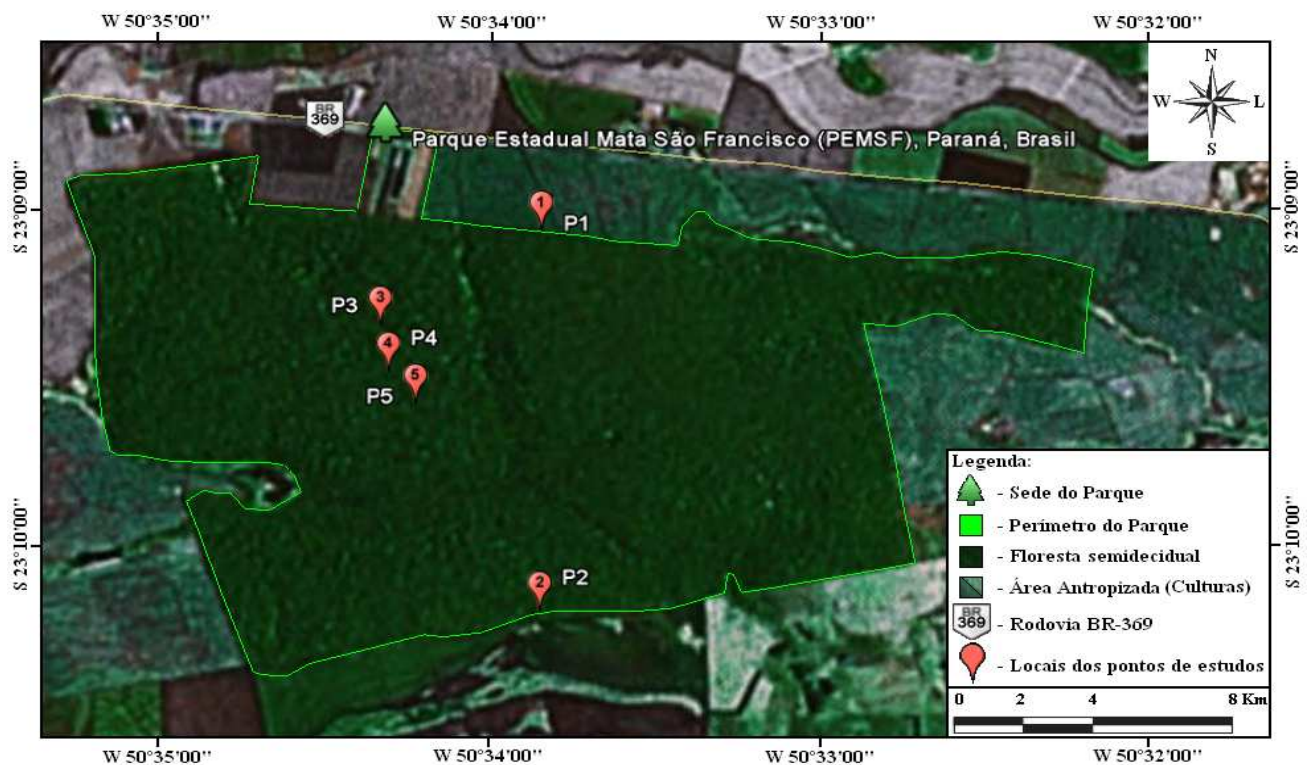 W 50°35'00''
W 50°34'00''
W 50°33'00''
W 50°32'00''
N
W
L
S
BR
369
Parque Estadual Mata São Francisco (PEMSF), Paraná, Brasil
S 23°09'00''
S 23°09'00''
1
P1
3
P3
4
P4
5
P5
S 23°10'00''
S 23°10'00''
2
P2
Legenda:
- Sede do Parque
- Perímetro do Parque
- Floresta semidecidual
- Área Antropizada (Culturas)
BR
369
- Rodovia BR-369
- Locais dos pontos de estudos
0 2 4 8 Km
W 50°35'00''
W 50°34'00''
W 50°33'00''
W 50°32'00''